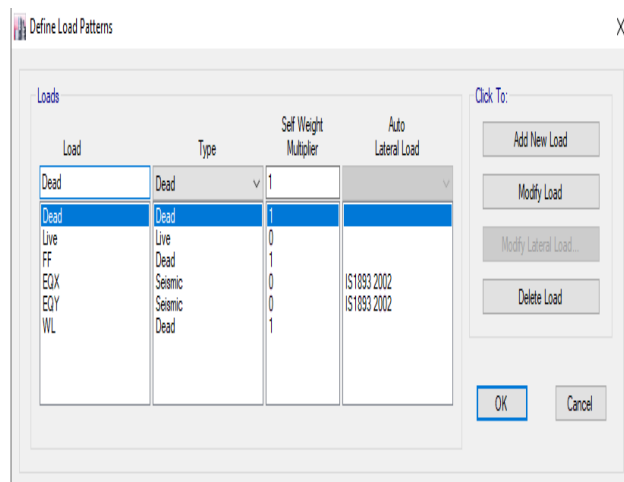 Define Load Patterns X
Loads
Click To:
Self Weight Auto
Load Type Multiplier Lateral Load
Add New Load
Dead Dead 1
Modify Load
Dead Dead 1
Live Live 0
FF Dead 1
EQX Seismic 0 IS1893 2002
EQY Seismic 0 IS1893 2002
WL Dead 1
Modify Lateral Load...
Delete Load
OK Cancel